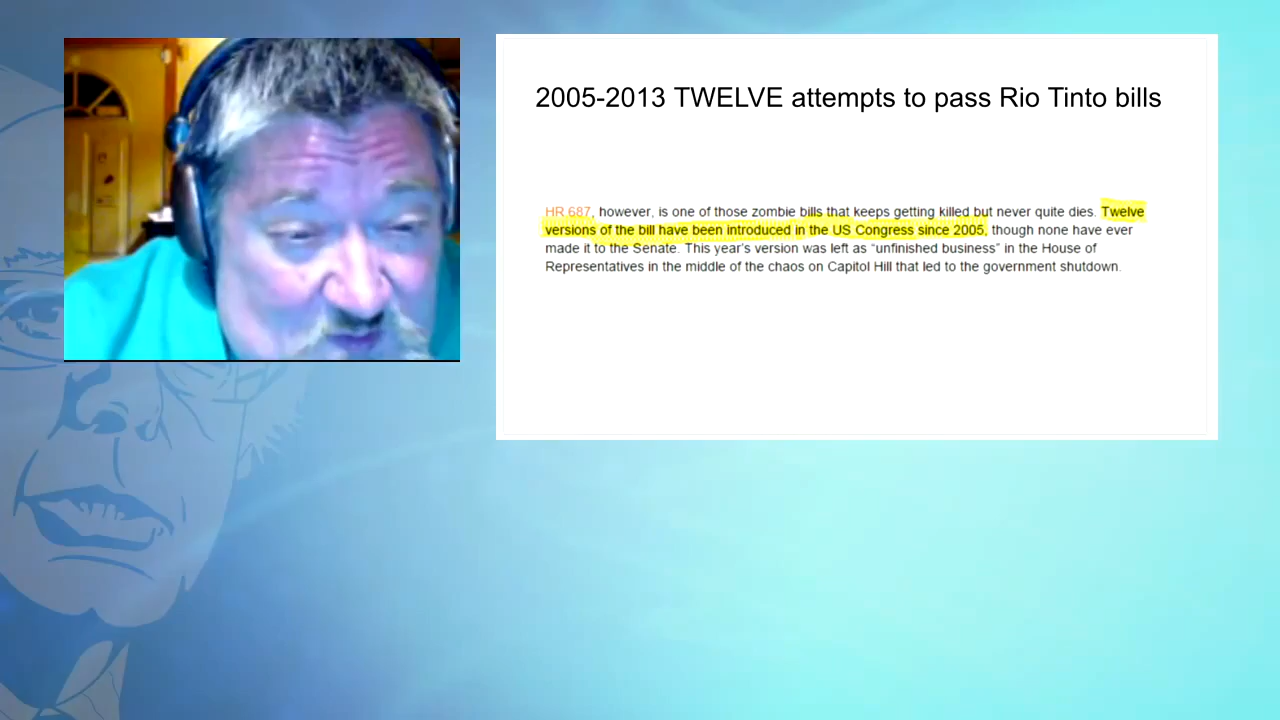 2005-2013 TWELVE attempts to pass Rio Tinto bills
HR 687, however, is one of those zombie bills that keeps getting killed but never quite dies. Twelve
versions of the bill have been introduced in the US Congress since 2005, though none have ever
made it to the Senate. This year's version was left as “unfinished business” in the House of
Representatives in the middle of the chaos on Capitol Hill that led to the government shutdown.